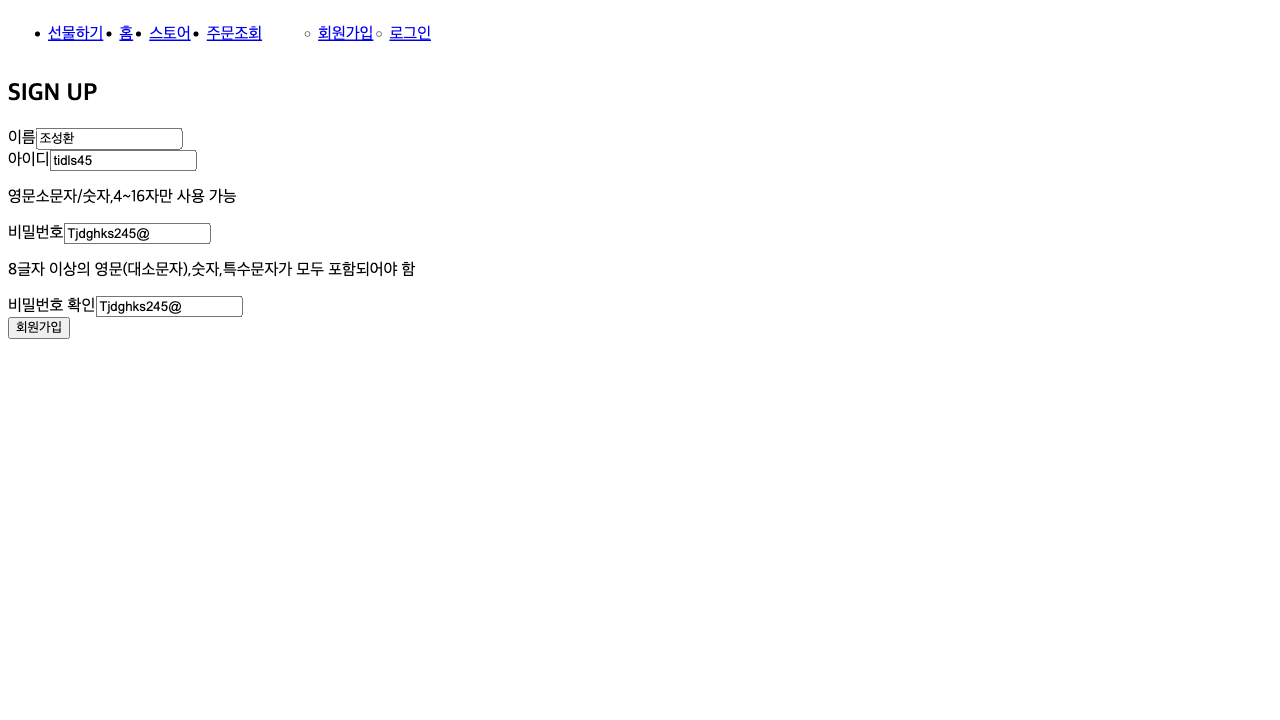 선물하기 홈 스토어 주문조회 회원가입 로그인
SIGN UP
이름 조성환
아이디 tidls45
영문소문자/숫자,4~16자만 사용 가능
비밀번호 Tjdghks245@
8글자 이상의 영문(대소문자),숫자,특수문자가 모두 포함되어야 함
비밀번호 확인 Tjdghks245@
회원가입